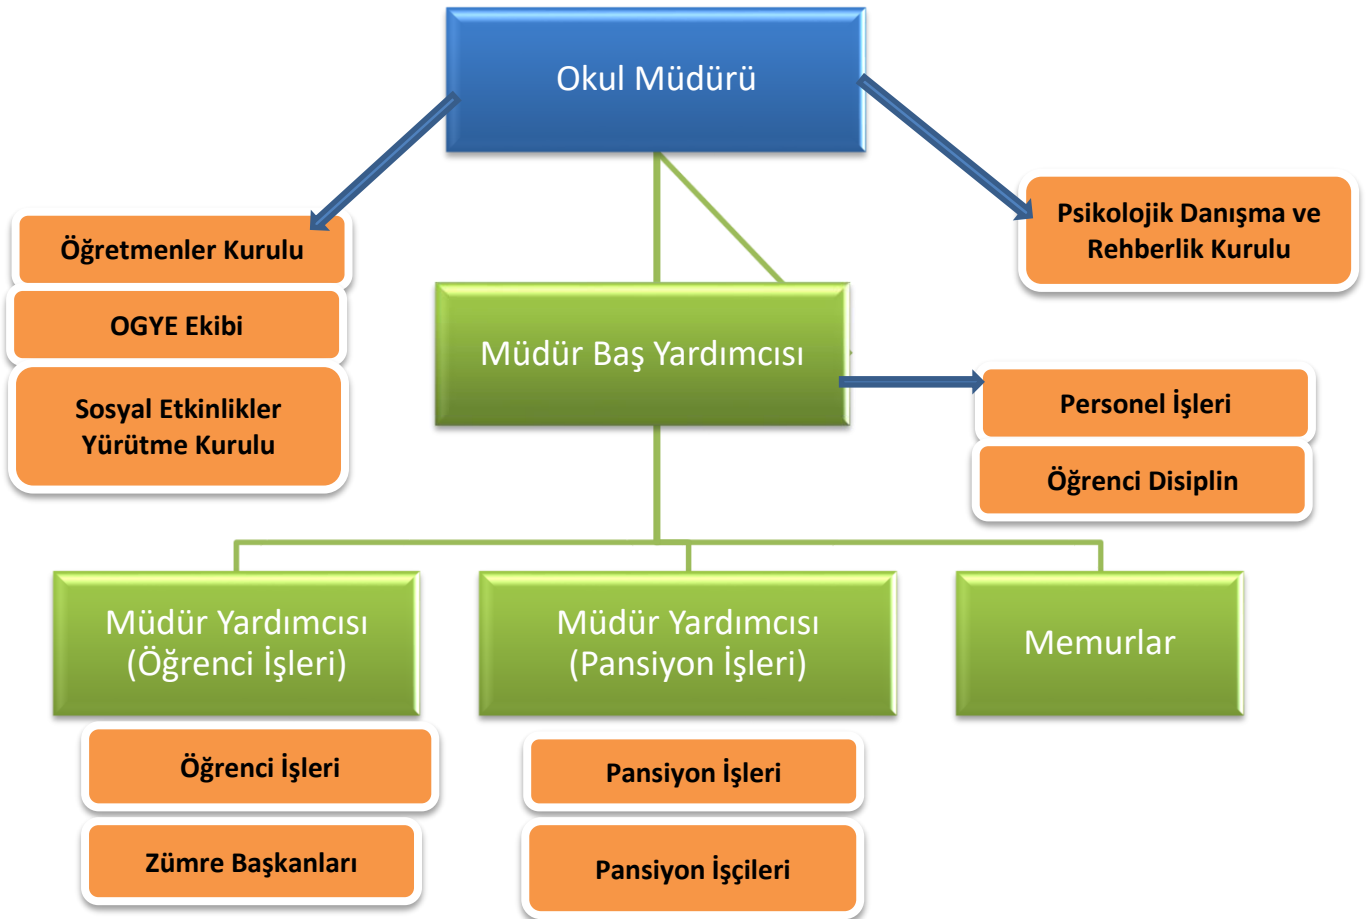 Okul Müdürü
Öğretmenler Kurulu
OGYE Ekibi
Sosyal Etkinlikler
Yürütme Kurulu
Psikolojik Danışma ve
Rehberlik Kurulu
Müdür Baş Yardımcısı
Personel İşleri
Öğrenci Disiplin
Müdür Yardımcısı
(Öğrenci İşleri)
Müdür Yardımcısı
(Pansiyon İşleri)
Memurlar
Öğrenci İşleri
Zümre Başkanları
Pansiyon İşleri
Pansiyon İşçileri